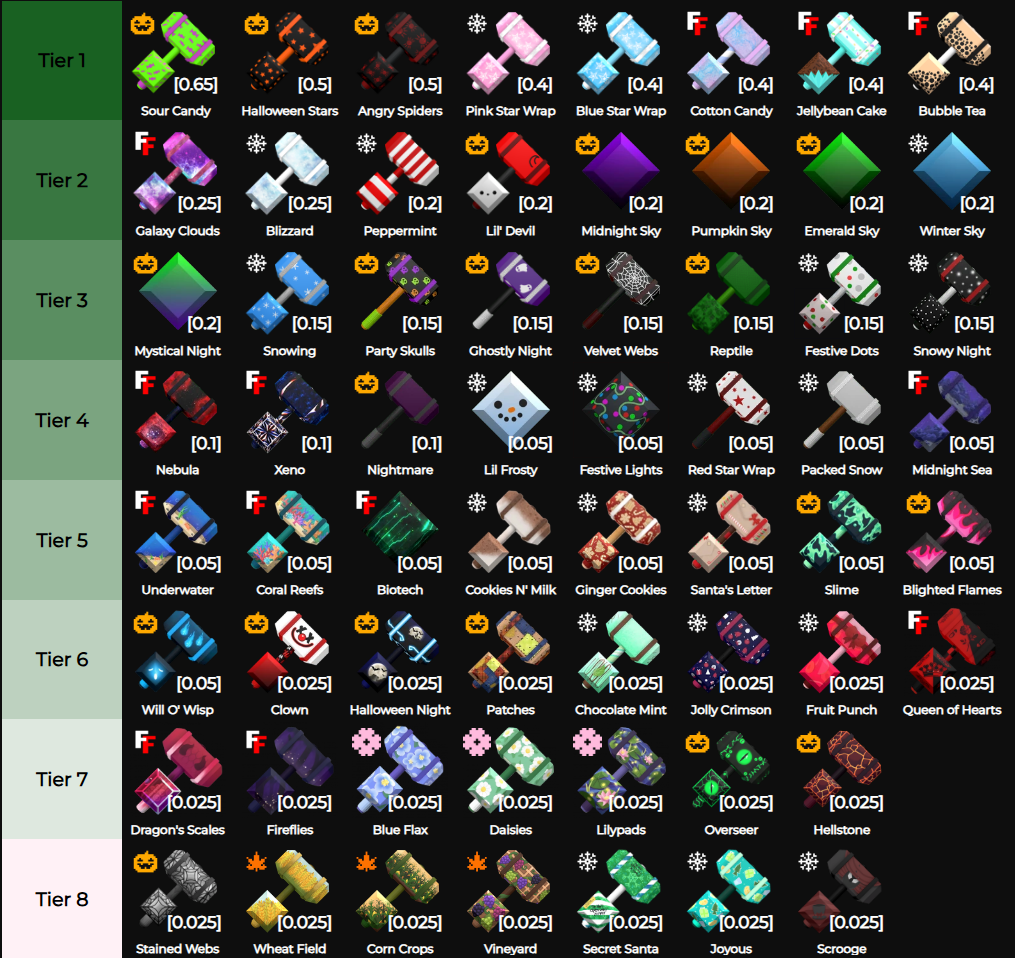 Tier 1
[0.65] [0.5] [0.5] [0.4] [0.4] FF [0.4] FF [0.4] FF [0.4]
Sour Candy Halloween Stars Angry Spiders Pink Star Wrap Blue Star Wrap Cotton Candy Jellybean Cake Bubble Tea
Tier 2
FF [0.25] [0.25] [0.2] [0.2] [0.2] [0.2] [0.2] [0.2]
Galaxy Clouds Blizzard Peppermint Lil' Devil Midnight Sky Pumpkin Sky Emerald Sky Winter Sky
Tier 3
[0.2] [0.15] [0.15] [0.15] [0.15] [0.15] [0.15] [0.15]
Mystical Night Snowing Party Skulls Ghostly Night Velvet Webs Reptile Festive Dots Snowy Night
Tier 4
FF [0.1] FF [0.1] [0.1] [0.05] [0.05] [0.05] [0.05] FF [0.05]
Nebula Xeno Nightmare Lil Frosty Festive Lights Red Star Wrap Packed Snow Midnight Sea
Tier 5
FF [0.05] FF [0.05] FF [0.05] [0.05] [0.05] [0.05] [0.05] [0.05]
Underwater Coral Reefs Biotech Cookies N' Milk Ginger Cookies Santa's Letter Slime Blighted Flames
Tier 6
[0.05] [0.025] [0.025] [0.025] [0.025] [0.025] [0.025] FF [0.025]
Will O' Wisp Clown Halloween Night Patches Chocolate Mint Jolly Crimson Fruit Punch Queen of Hearts
Tier 7
FF [0.025] FF [0.025] [0.025] [0.025] [0.025] [0.025] [0.025]
Dragon's Scales Fireflies Blue Flax Daisies Lilypads Overseer Hellstone
Tier 8
[0.025] [0.025] [0.025] [0.025] [0.025] [0.025] [0.025]
Stained Webs Wheat Field Corn Crops Vineyard Secret Santa Joyous Scrooge